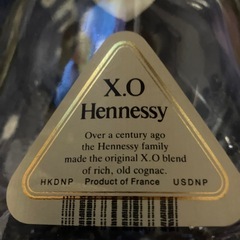 X.O
Hennessy
Over a century ago
the Hennessy family
made the original X.O blend
of rich, old cognac.
HKDNP Product of France USDNP